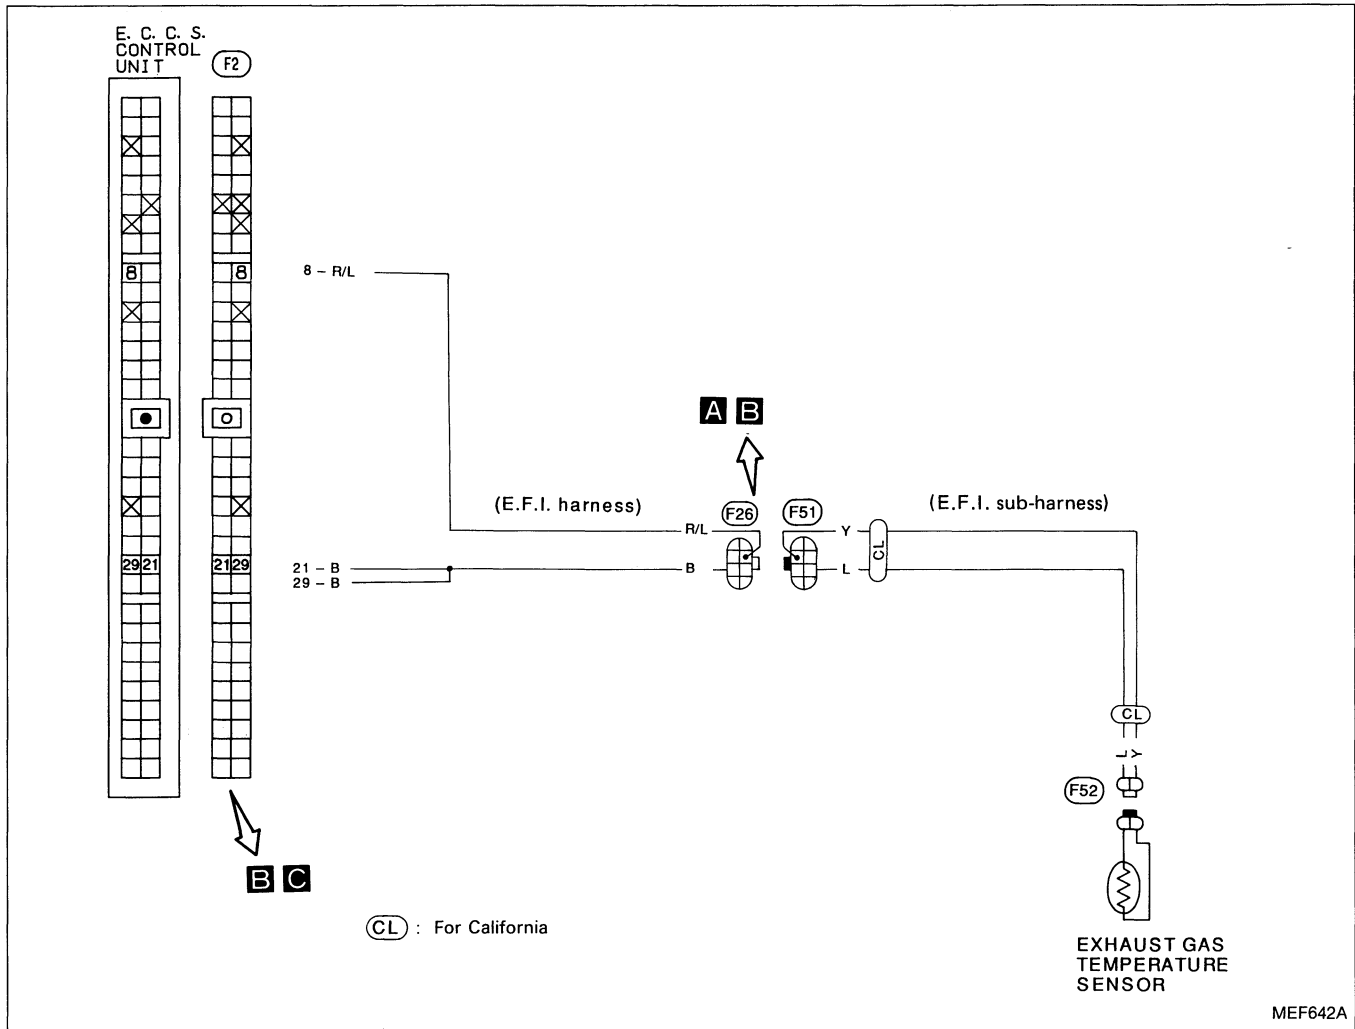 E. C. C. S.
CONTROL
UNIT
F2
8
8
8 – R/L
A B
(E.F.I. harness)
F26
F51
(E.F.I. sub-harness)
R/L
Y
CL
29 21
21 29
21 – B
29 – B
B
L
CL
L Y
F52
B C
CL : For California
EXHAUST GAS
TEMPERATURE
SENSOR
MEF642A